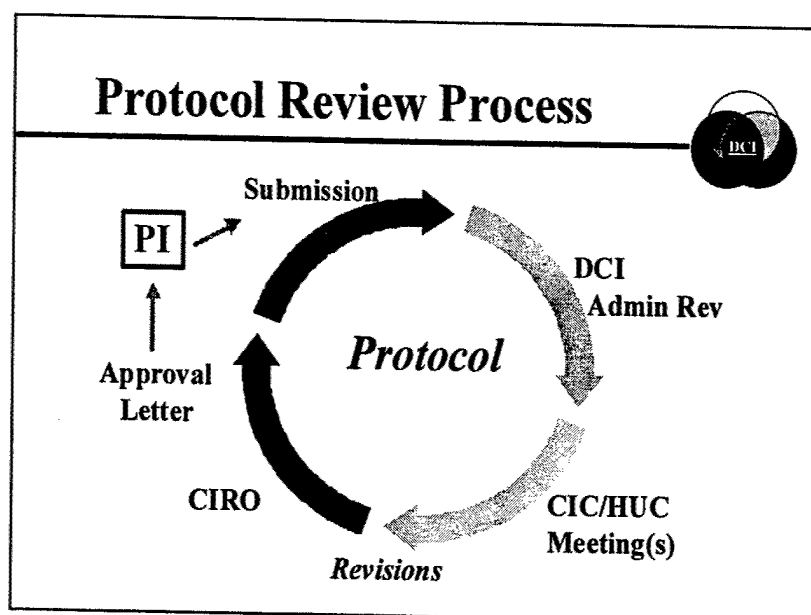 Protocol Review Process
DCI
Submission
PI
DCI
Admin Rev
Protocol
Approval
Letter
CIRO
CIC/HUC
Meeting(s)
Revisions